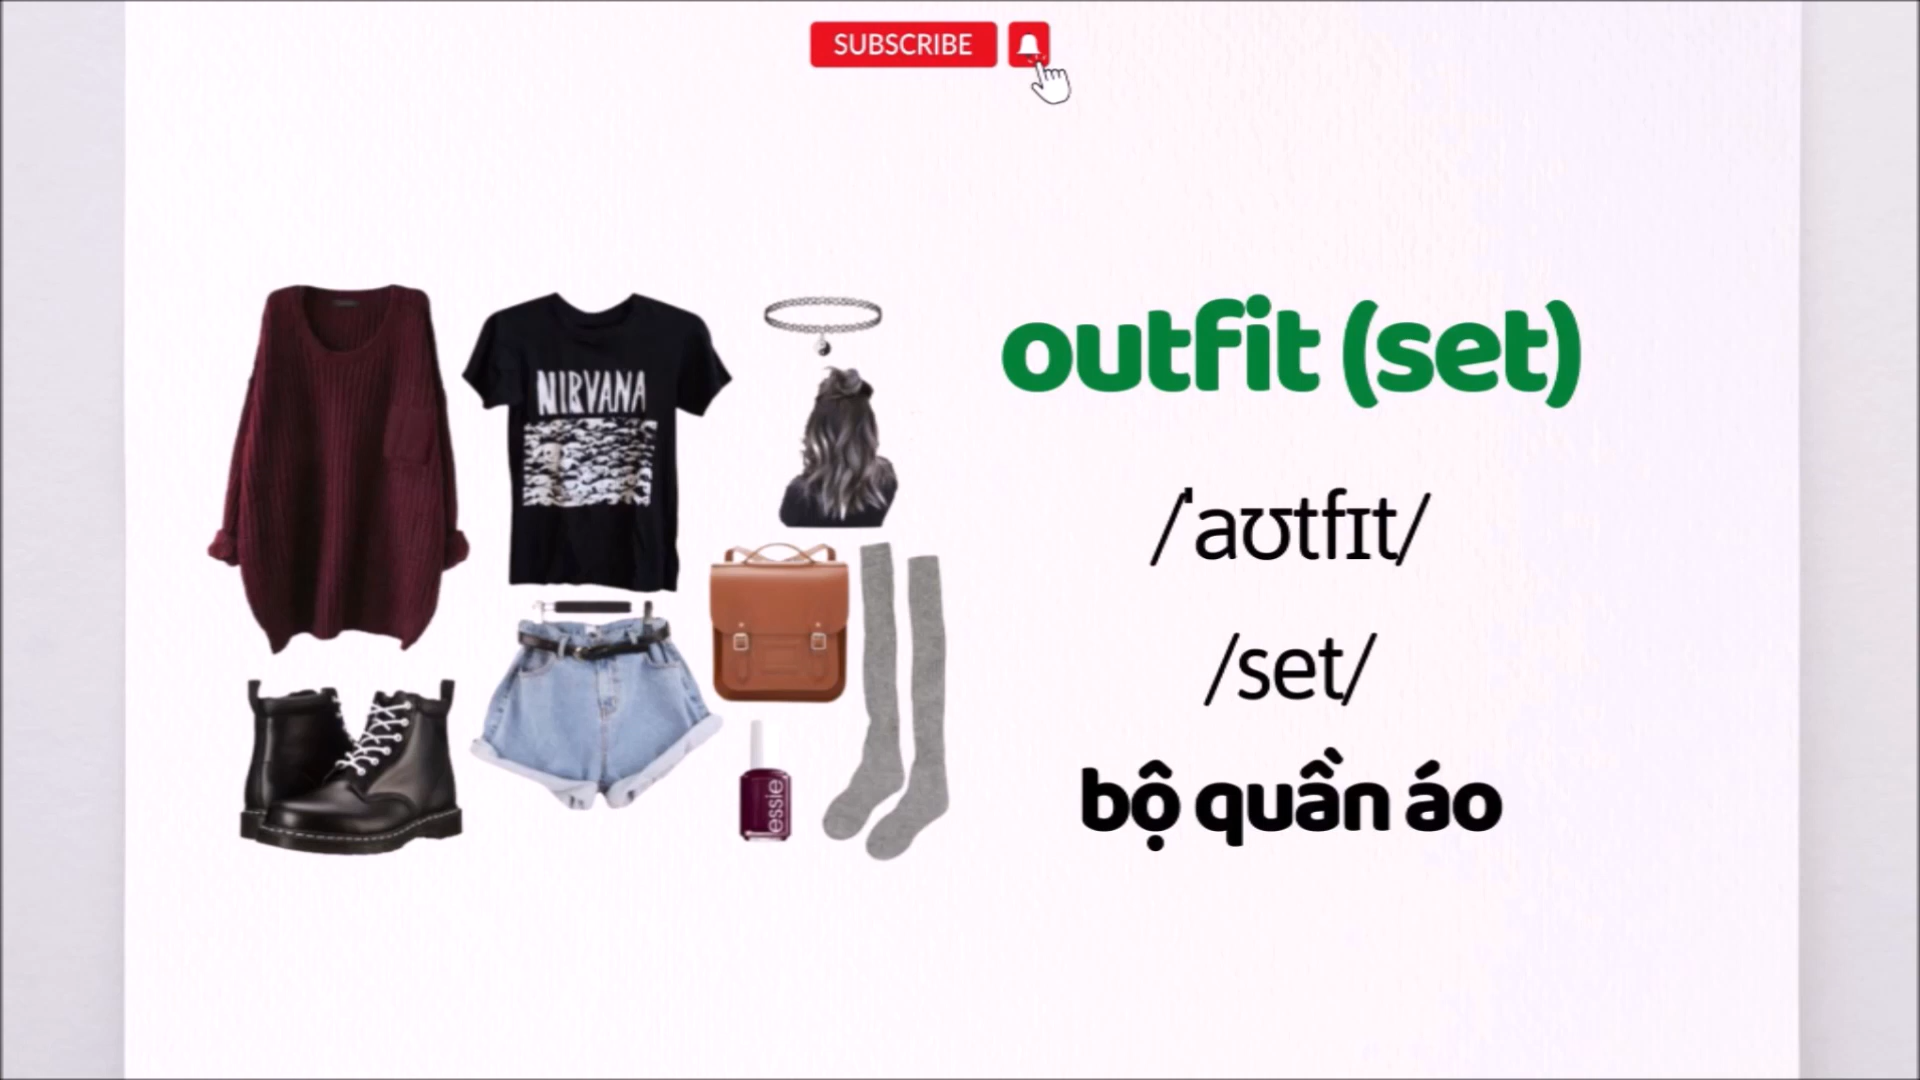 SUBSCRIBE
NIRVANA
outfit (set)
/ˈaʊtfɪt/
/set/
bộ quần áo
essie